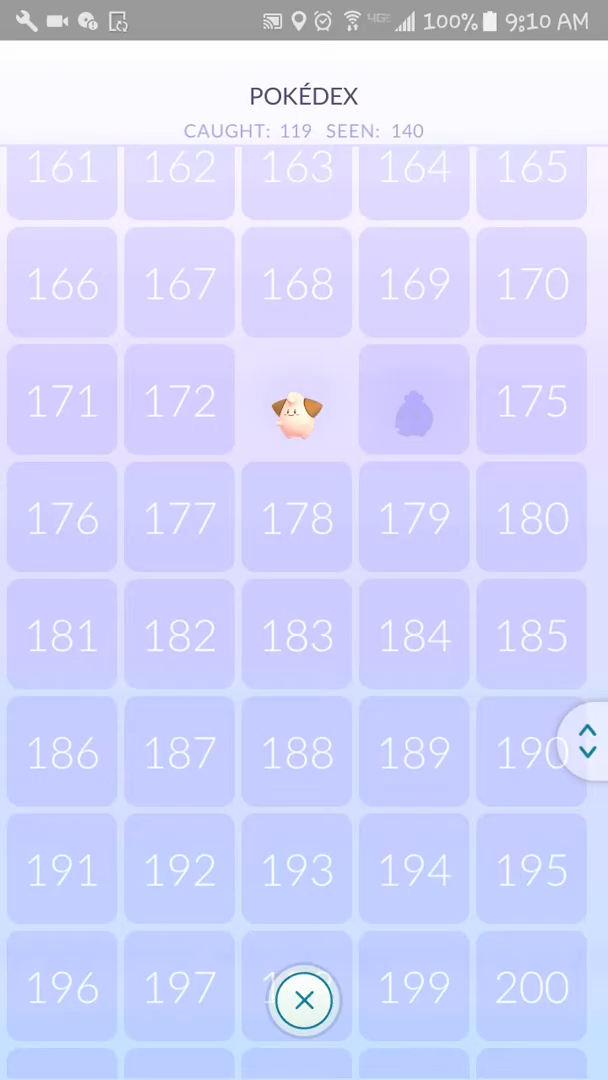 4G LTE 100% 9:10 AM
POKÉDEX
CAUGHT: 119 SEEN: 140
161 162 163 164 165
166 167 168 169 170
171 172 175
176 177 178 179 180
181 182 183 184 185
186 187 188 189 190
191 192 193 194 195
196 197 199 200